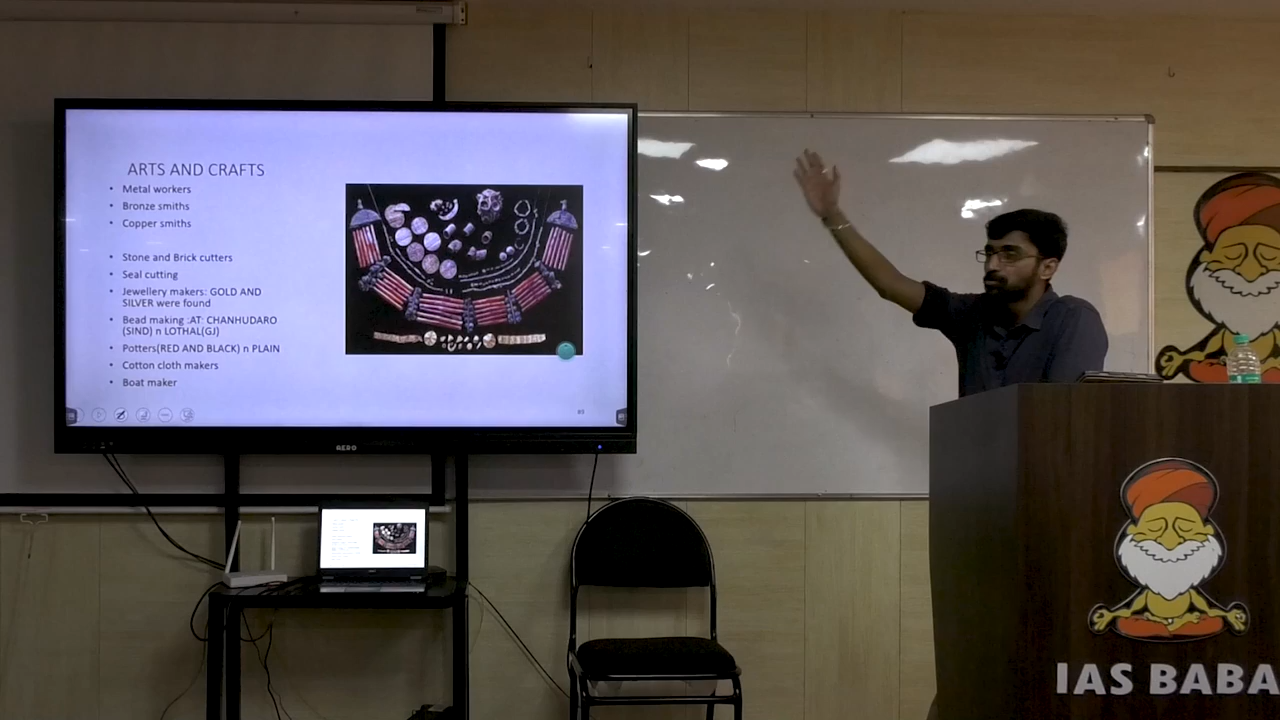 ARTS AND CRAFTS
• Metal workers
• Bronze smiths
• Copper smiths
• Stone and Brick cutters
• Seal cutting
• Jewellery makers: GOLD AND
SILVER were found
• Bead making :AT: CHANHUDARO
(SIND) n LOTHAL(GJ)
• Potters(RED AND BLACK) n PLAIN
• Cotton cloth makers
• Boat maker
AERO
IAS BABA